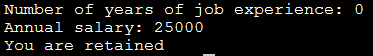 Number of years of job experience: 0
Annual salary: 25000
You are retained